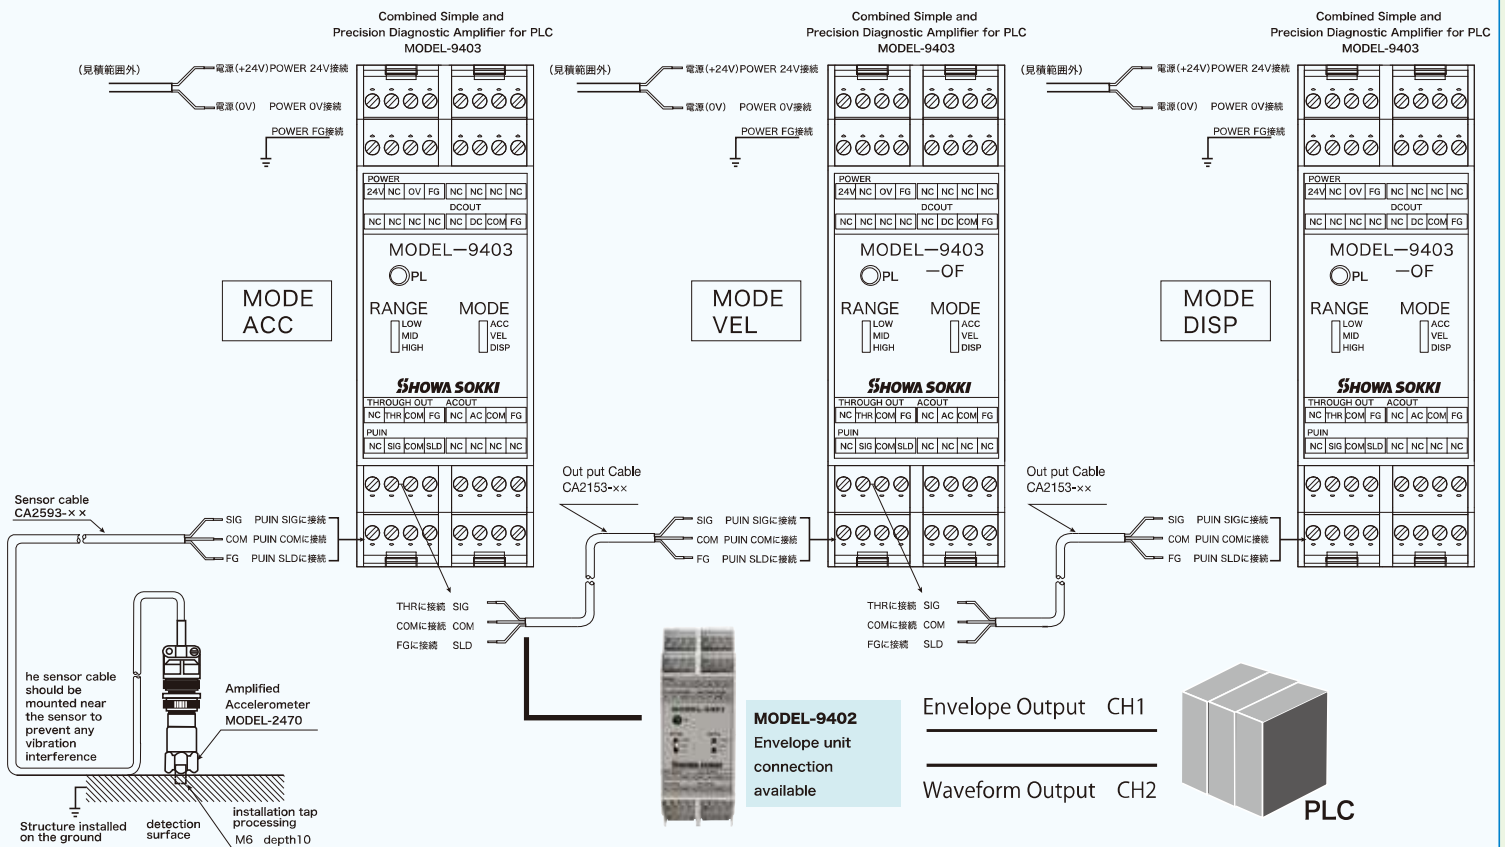 Combined Simple and
Precision Diagnostic Amplifier for PLC
MODEL-9403
(見積範囲外)
電源(+24V)POWER 24V接続
電源(0V) POWER 0V接続
POWER FG接続
POWER
24V NC OV FG NC NC NC NC
DCOUT
NC NC NC NC NC DC COM FG
MODEL-9403
PL
RANGE MODE
LOW ACC
MID VEL
HIGH DISP
SHOWA SOKKI
THROUGH OUT ACOUT
NC THR COM FG NC AC COM FG
PUIN
NC SIG COM SLD NC NC NC NC
MODE
ACC
Sensor cable
CA2593-××
SIG PUIN SIGに接続
COM PUIN COMに接続
FG PUIN SLDに接続
THRに接続 SIG
COMに接続 COM
FGに接続 SLD
he sensor cable
should be
mounted near
the sensor to
prevent any
vibration
interference
Amplified
Accelerometer
MODEL-2470
Structure installed
on the ground
detection
surface
installation tap
processing
M6 depth10
Combined Simple and
Precision Diagnostic Amplifier for PLC
MODEL-9403
(見積範囲外)
電源(+24V)POWER 24V接続
電源(0V) POWER 0V接続
POWER FG接続
POWER
24V NC OV FG NC NC NC NC
DCOUT
NC NC NC NC NC DC COM FG
MODEL-9403
-OF
PL
RANGE MODE
LOW ACC
MID VEL
HIGH DISP
SHOWA SOKKI
THROUGH OUT ACOUT
NC THR COM FG NC AC COM FG
PUIN
NC SIG COM SLD NC NC NC NC
MODE
VEL
Out put Cable
CA2153-××
SIG PUIN SIGに接続
COM PUIN COMに接続
FG PUIN SLDに接続
THRに接続 SIG
COMに接続 COM
FGに接続 SLD
Combined Simple and
Precision Diagnostic Amplifier for PLC
MODEL-9403
(見積範囲外)
電源(+24V)POWER 24V接続
電源(0V) POWER 0V接続
POWER FG接続
POWER
24V NC OV FG NC NC NC NC
DCOUT
NC NC NC NC NC DC COM FG
MODEL-9403
-OF
PL
RANGE MODE
LOW ACC
MID VEL
HIGH DISP
SHOWA SOKKI
THROUGH OUT ACOUT
NC THR COM FG NC AC COM FG
PUIN
NC SIG COM SLD NC NC NC NC
MODE
DISP
Out put Cable
CA2153-××
SIG PUIN SIGに接続
COM PUIN COMに接続
FG PUIN SLDに接続
MODEL-9402
Envelope unit
connection
available
Envelope Output CH1
Waveform Output CH2
PLC